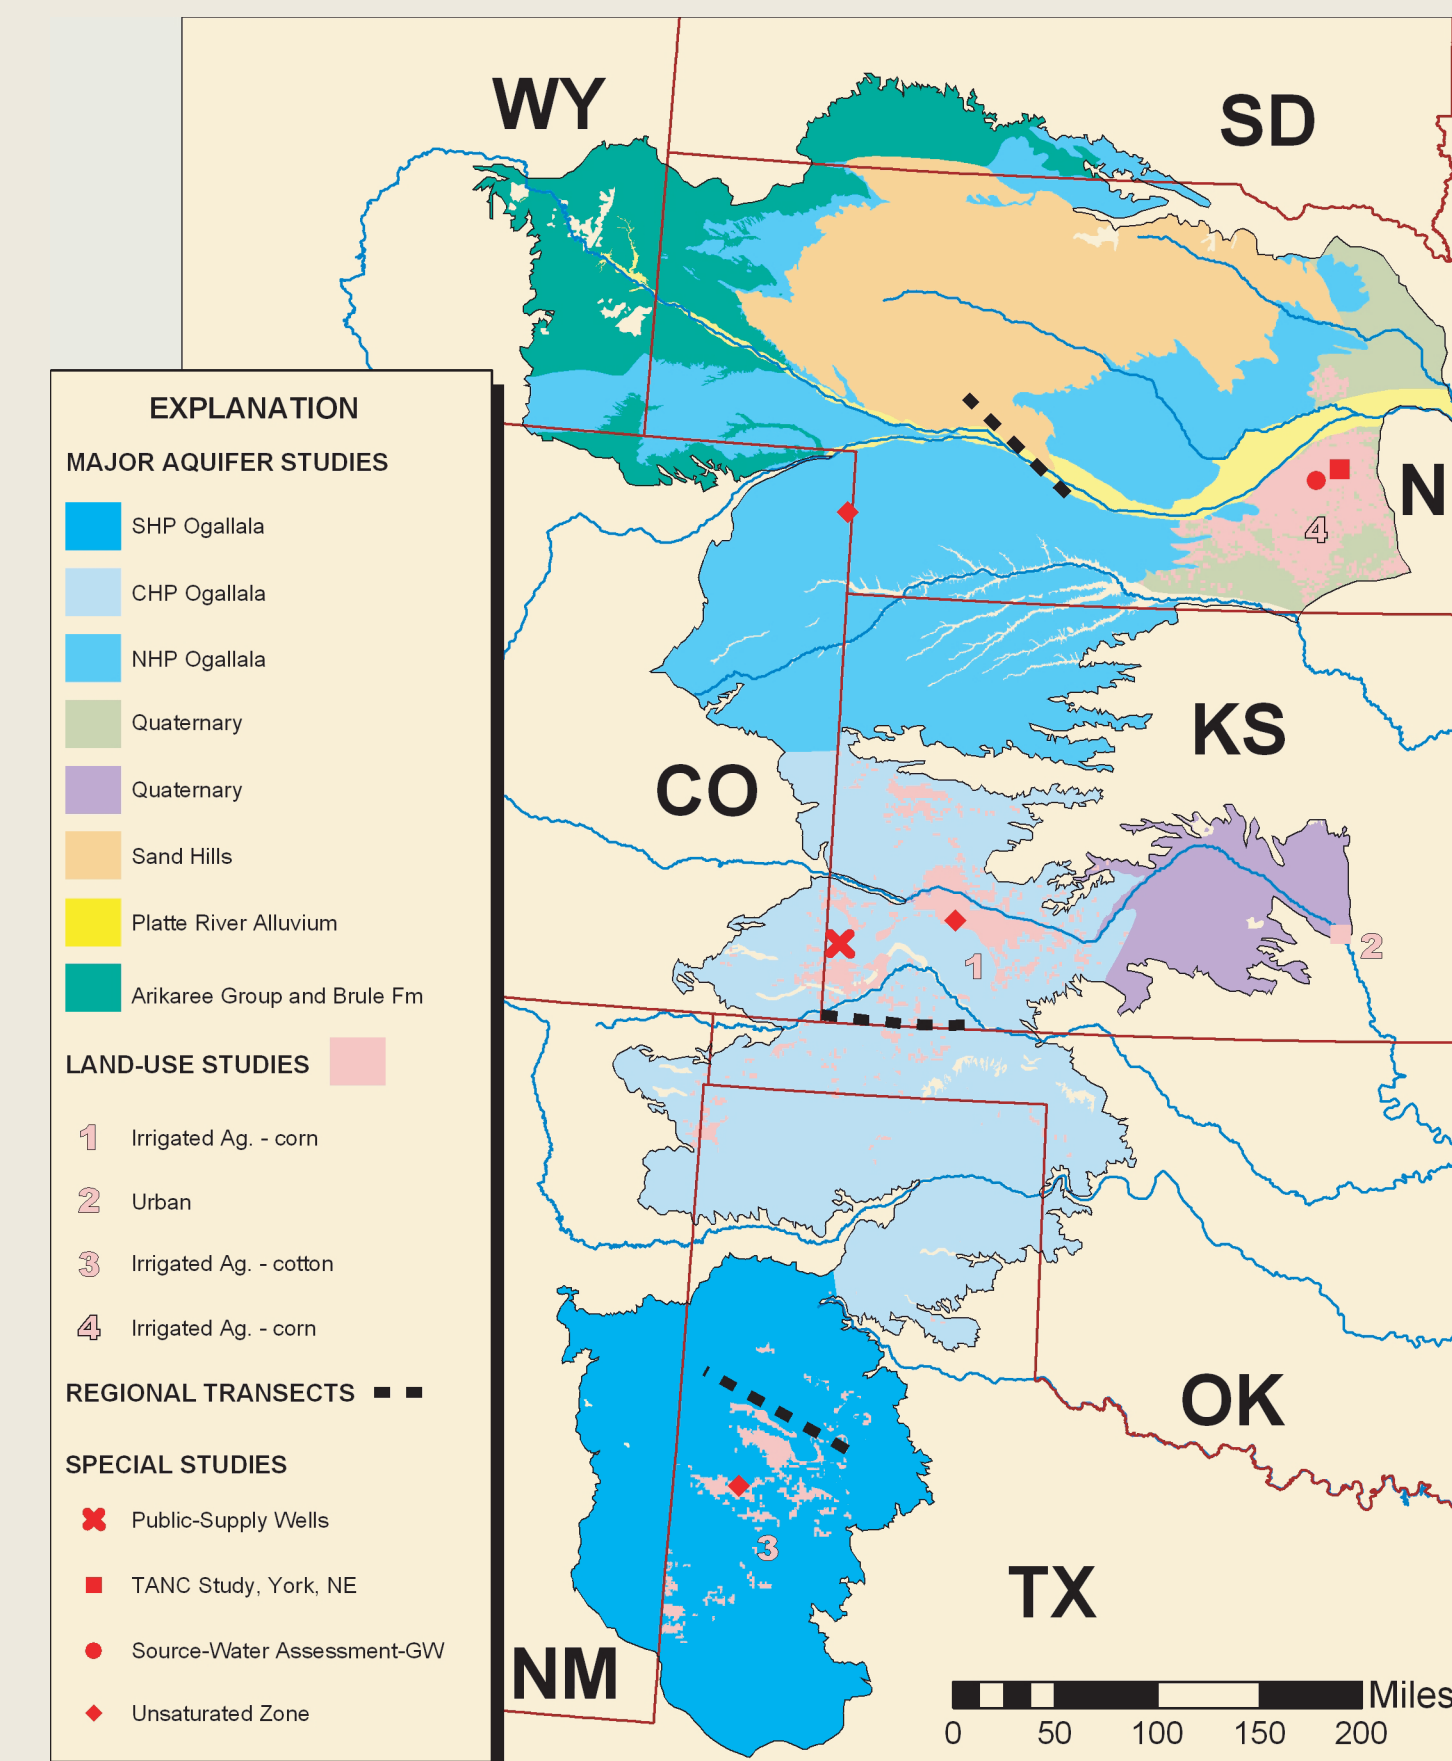 WY
SD
EXPLANATION
MAJOR AQUIFER STUDIES
SHP Ogallala
CHP Ogallala
NHP Ogallala
Quaternary
Quaternary
Sand Hills
Platte River Alluvium
Arikaree Group and Brule Fm
LAND-USE STUDIES
1 Irrigated Ag. - corn
2 Urban
3 Irrigated Ag. - cotton
4 Irrigated Ag. - corn
REGIONAL TRANSECTS
SPECIAL STUDIES
Public-Supply Wells
TANC Study, York, NE
Source-Water Assessment-GW
Unsaturated Zone
N
4
KS
CO
2
1
OK
3
TX
NM
Miles
0 50 100 150 200